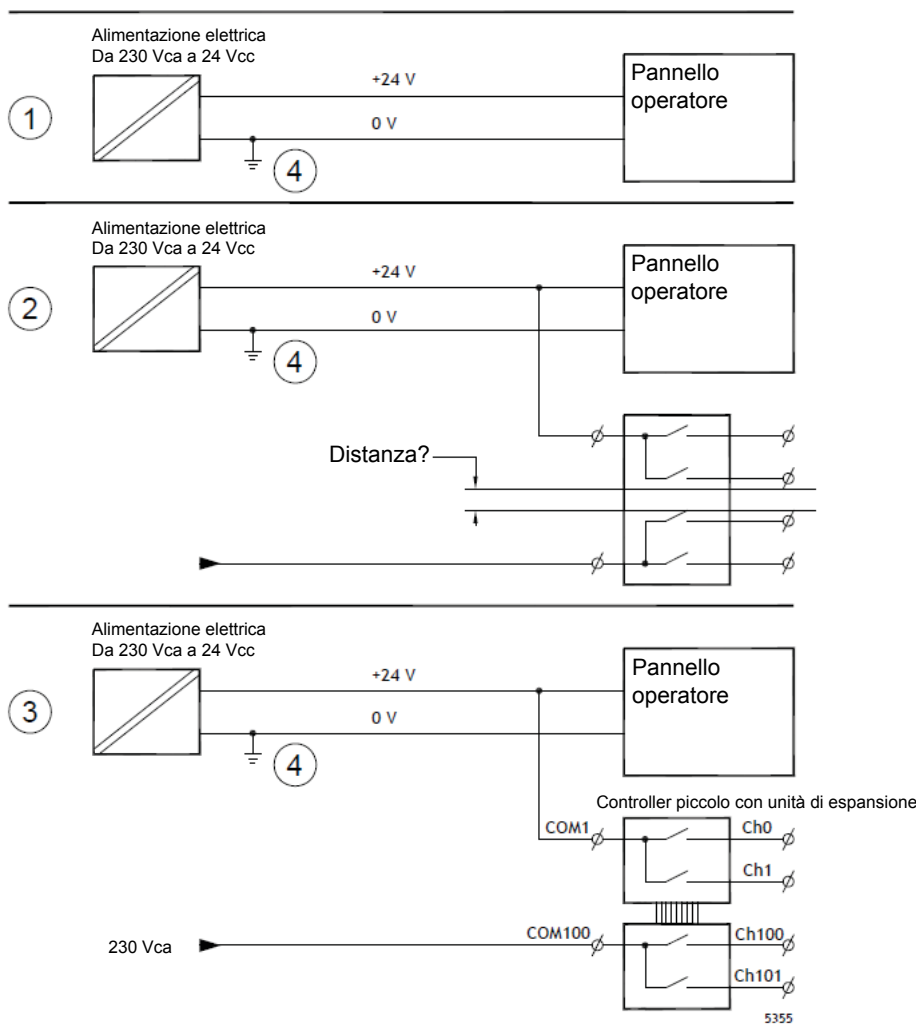 Alimentazione elettrica
Da 230 Vca a 24 Vcc
+24 V
Pannello
operatore
1
0 V
4
Alimentazione elettrica
Da 230 Vca a 24 Vcc
+24 V
Pannello
operatore
2
0 V
4
Distanza?
Alimentazione elettrica
Da 230 Vca a 24 Vcc
+24 V
Pannello
operatore
3
0 V
4
Controller piccolo con unità di espansione
COM1
Ch0
Ch1
230 Vca
COM100
Ch100
Ch101
5355